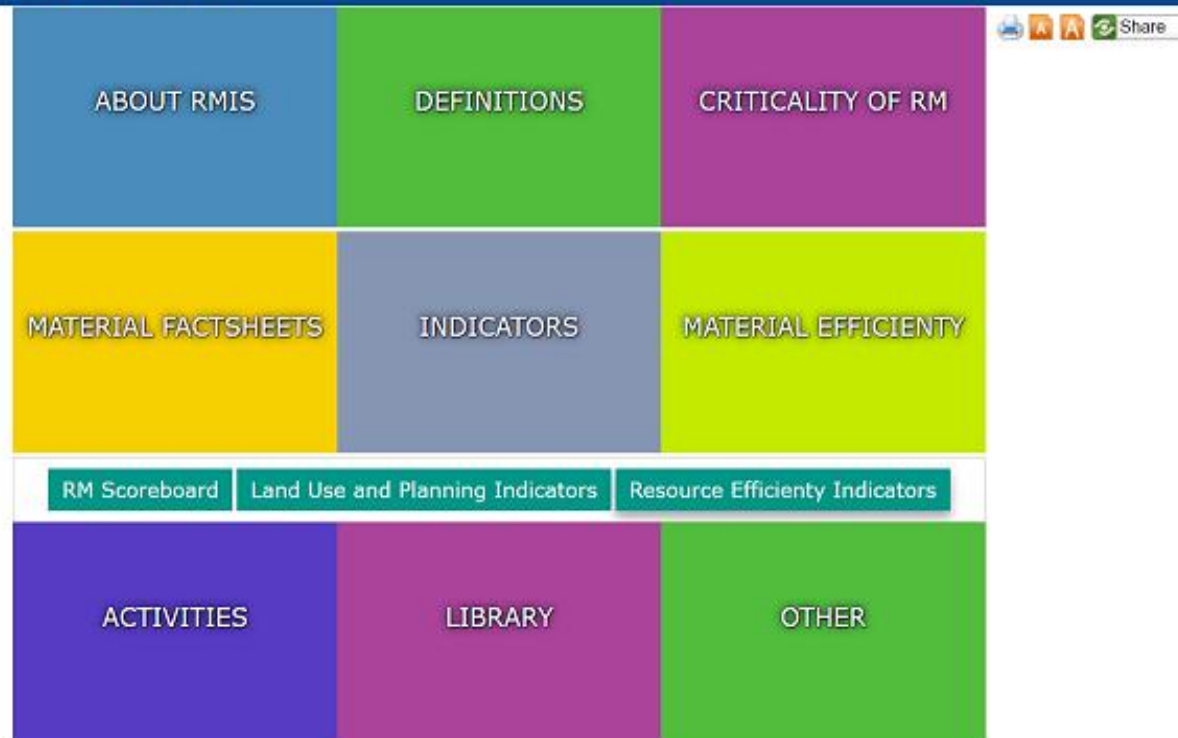 A A Share
ABOUT RMIS DEFINITIONS CRITICALITY OF RM
MATERIAL FACTSHEETS INDICATORS MATERIAL EFFICIENTY
RM Scoreboard Land Use and Planning Indicators Resource Efficienty Indicators
ACTIVITIES LIBRARY OTHER